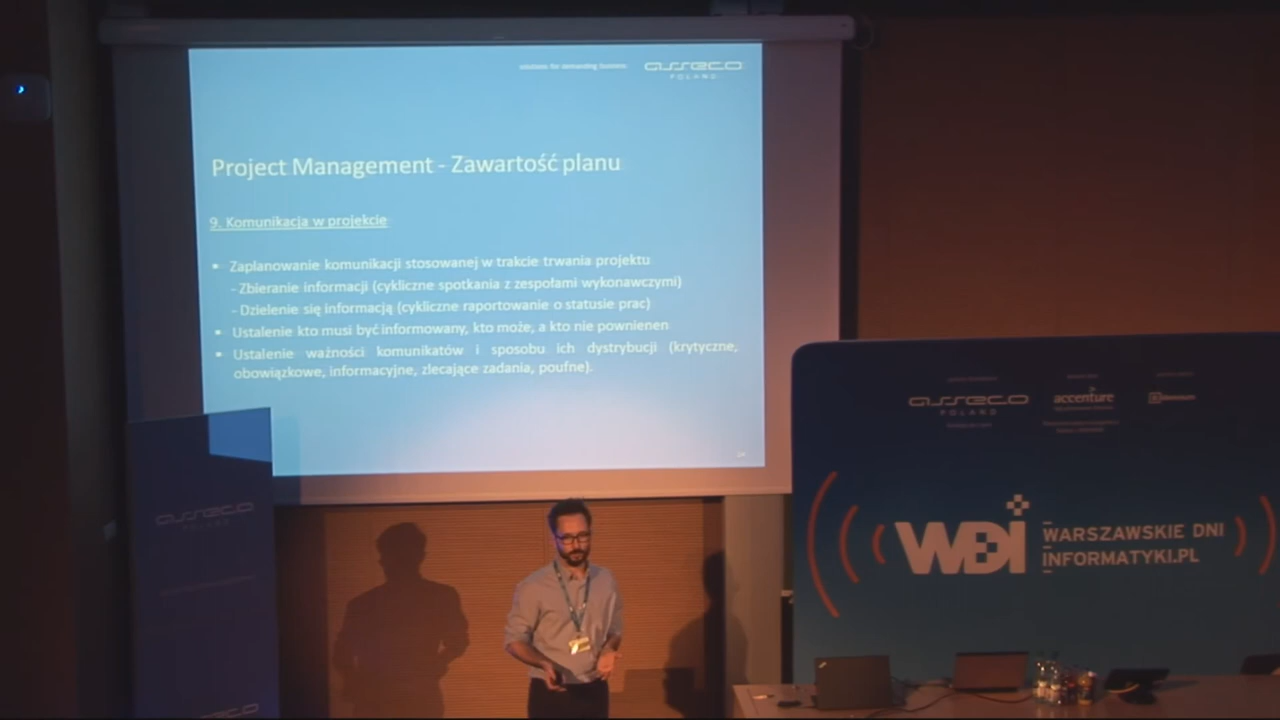 solutions for demanding business
asseco
POLAND
Project Management - Zawartość planu
9. Komunikacja w projekcie
▪ Zaplanowanie komunikacji stosowanej w trakcie trwania projektu
- Zbieranie informacji (cykliczne spotkania z zespołami wykonawczymi)
- Dzielenie się informacją (cykliczne raportowanie o statusie prac)
▪ Ustalenie kto musi być informowany, kto może, a kto nie pownienen
▪ Ustalenie ważności komunikatów i sposobu ich dystrybucji (krytyczne,
obowiązkowe, informacyjne, zlecające zadania, poufne).
asseco
POLAND
accenture
asseco
POLAND
WDI
WARSZAWSKIE DNI
INFORMATYKI.PL
asseco